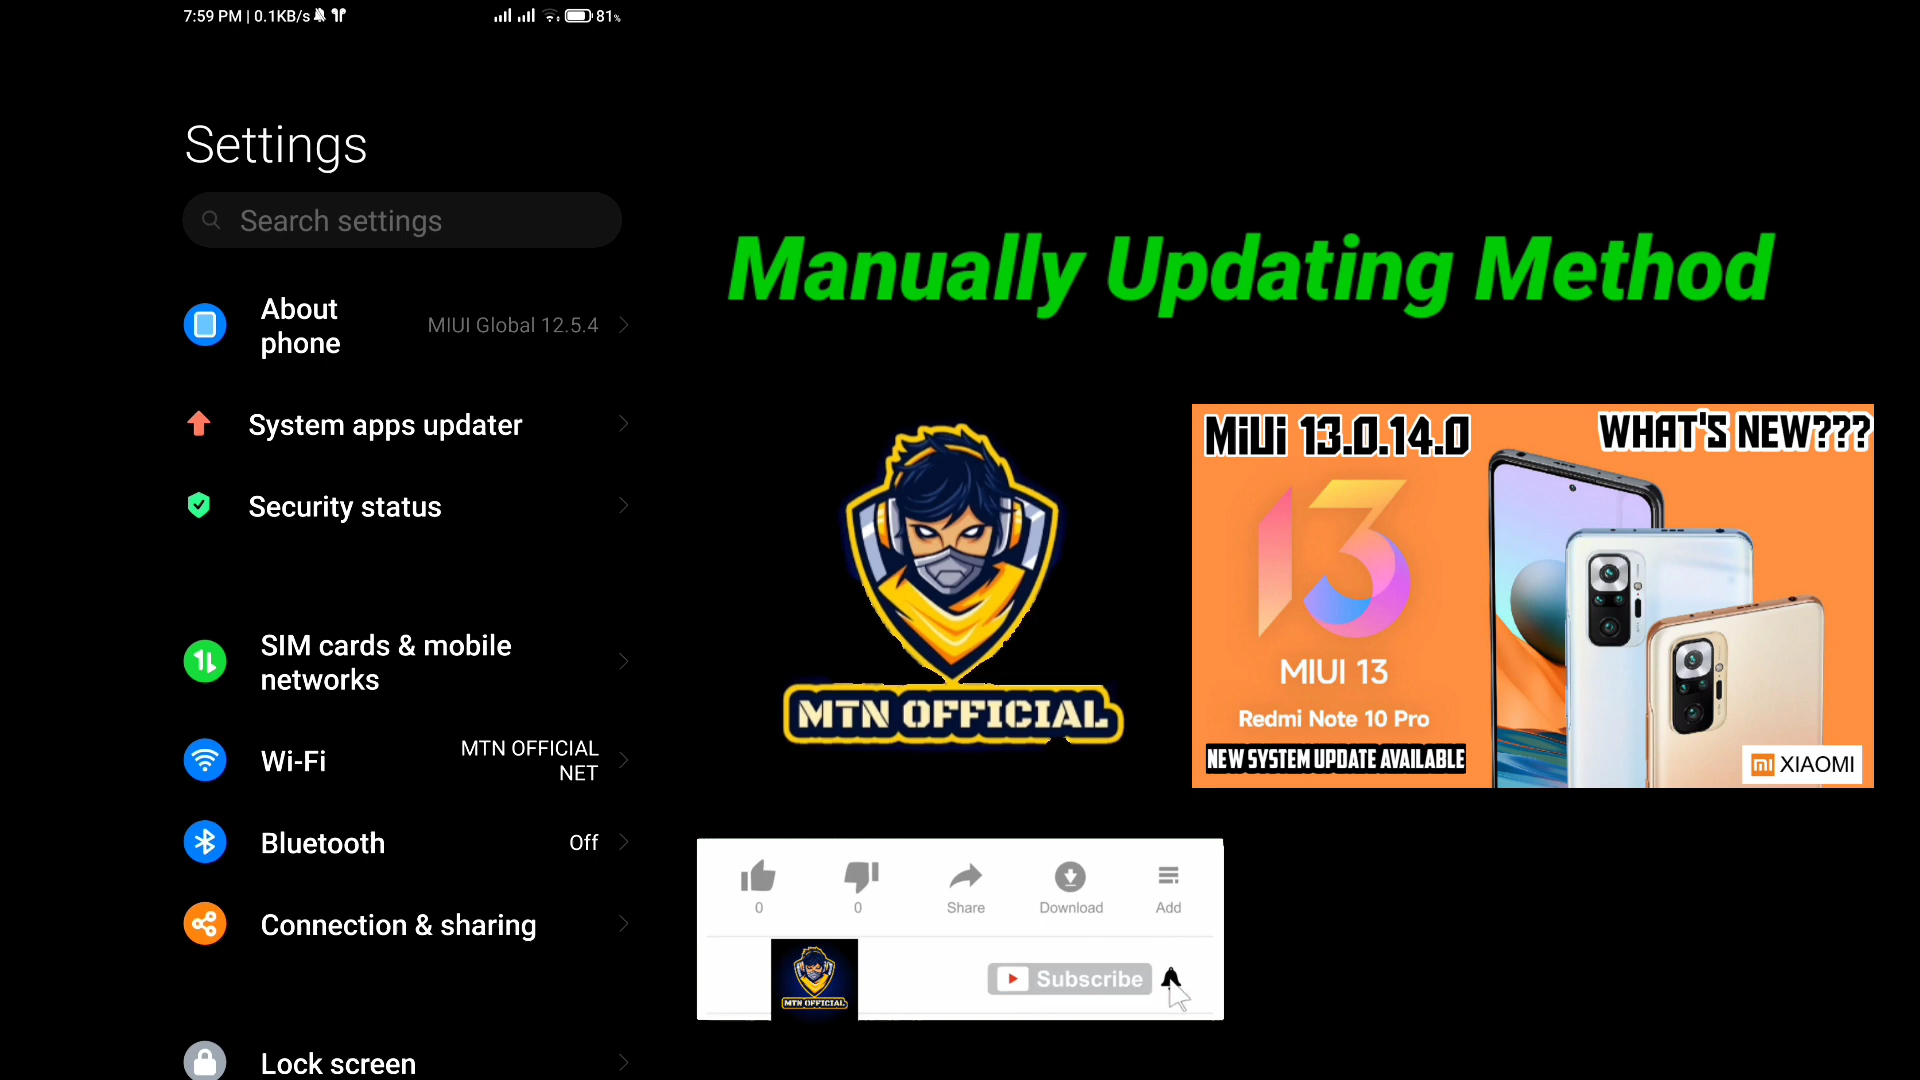 7:59 PM | 0.1KB/s
81%
Settings
Search settings
About
phone
MIUI Global 12.5.4
System apps updater
Security status
SIM cards & mobile
networks
Wi-Fi
MTN OFFICIAL
NET
Bluetooth
Off
Connection & sharing
Lock screen
Manually Updating Method
MTN OFFICIAL
MiUi 13.0.14.0
WHAT'S NEW???
13
MIUI 13
Redmi Note 10 Pro
NEW SYSTEM UPDATE AVAILABLE
mi XIAOMI
0
0
Share
Download
Add
MTN OFFICIAL
Subscribe